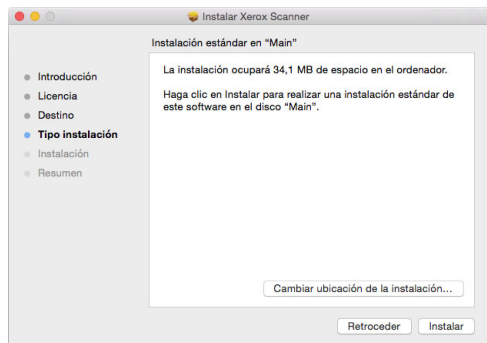 Instalar Xerox Scanner
Instalación estándar en “Main”
Introducción
Licencia
Destino
Tipo instalación
Instalación
Resumen
La instalación ocupará 34,1 MB de espacio en el ordenador.
Haga clic en Instalar para realizar una instalación estándar de
este software en el disco “Main”.
Cambiar ubicación de la instalación...
Retroceder
Instalar